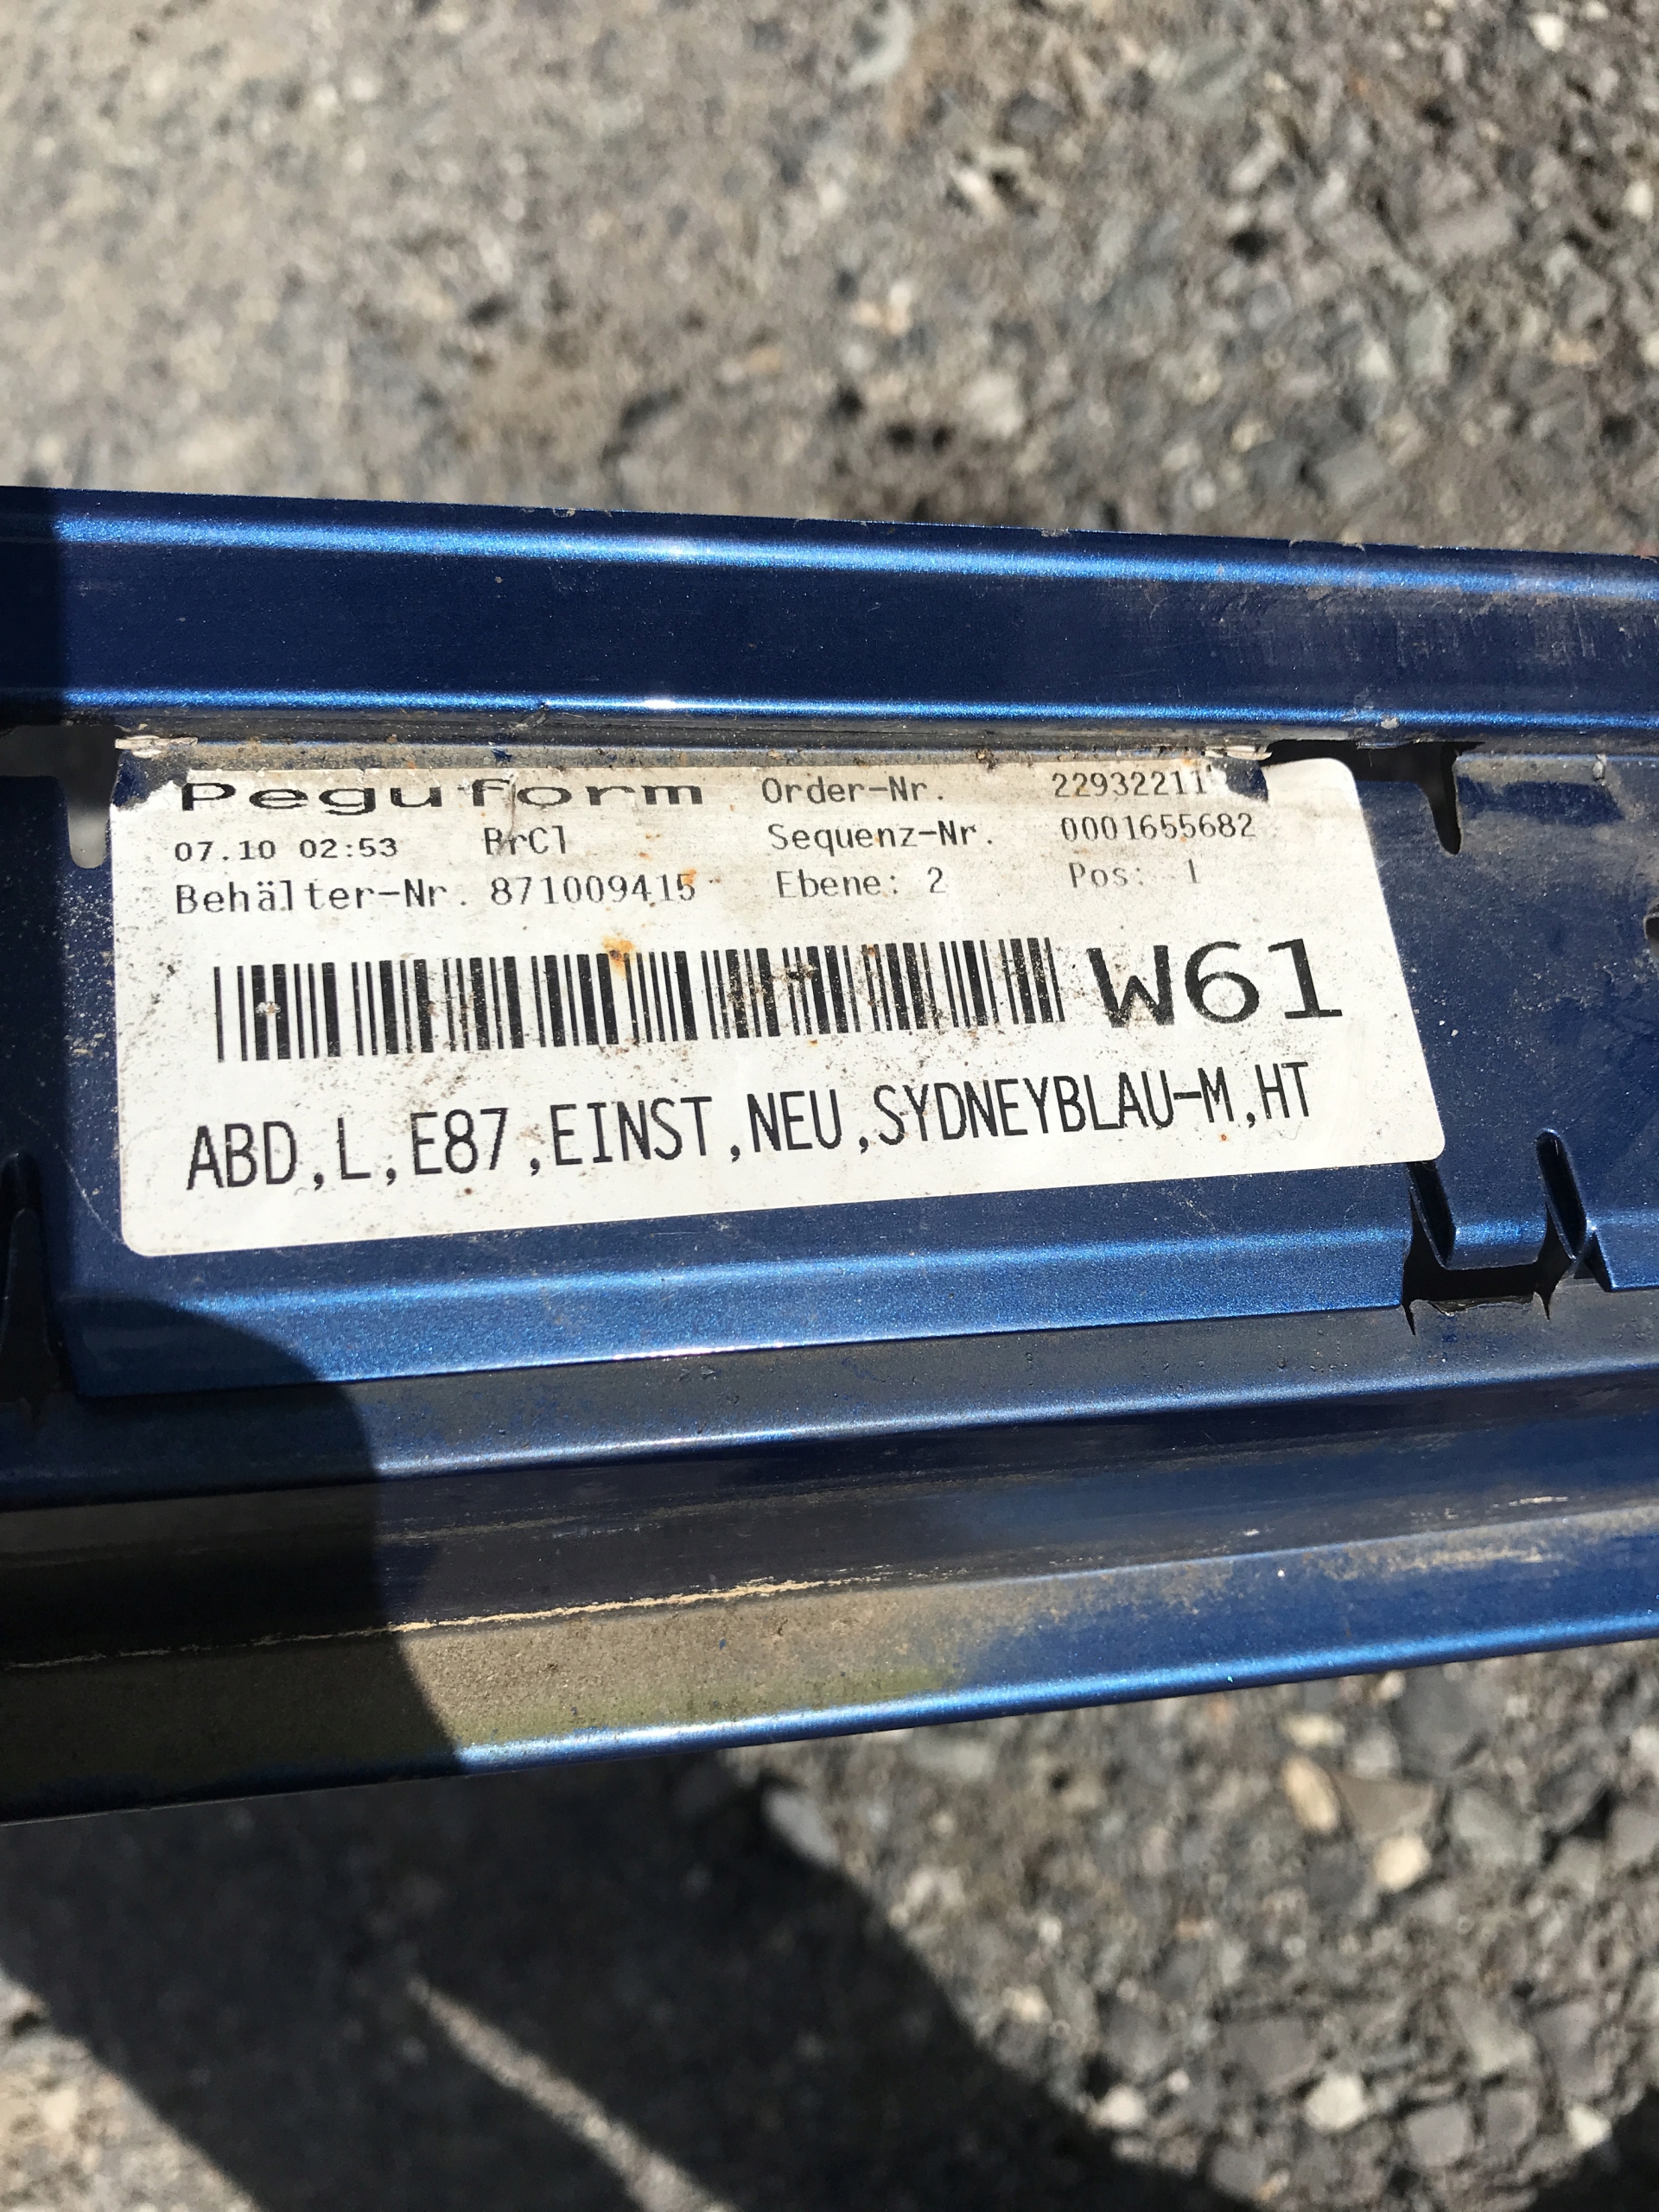 Peguform Order-Nr. 22932211
07.10 02:53 BrCl Sequenz-Nr. 0001655682
Behälter-Nr. 871009415 Ebene: 2 Pos: 1
W61
ABD,L,E87,EINST,NEU,SYDNEYBLAU-M,HT